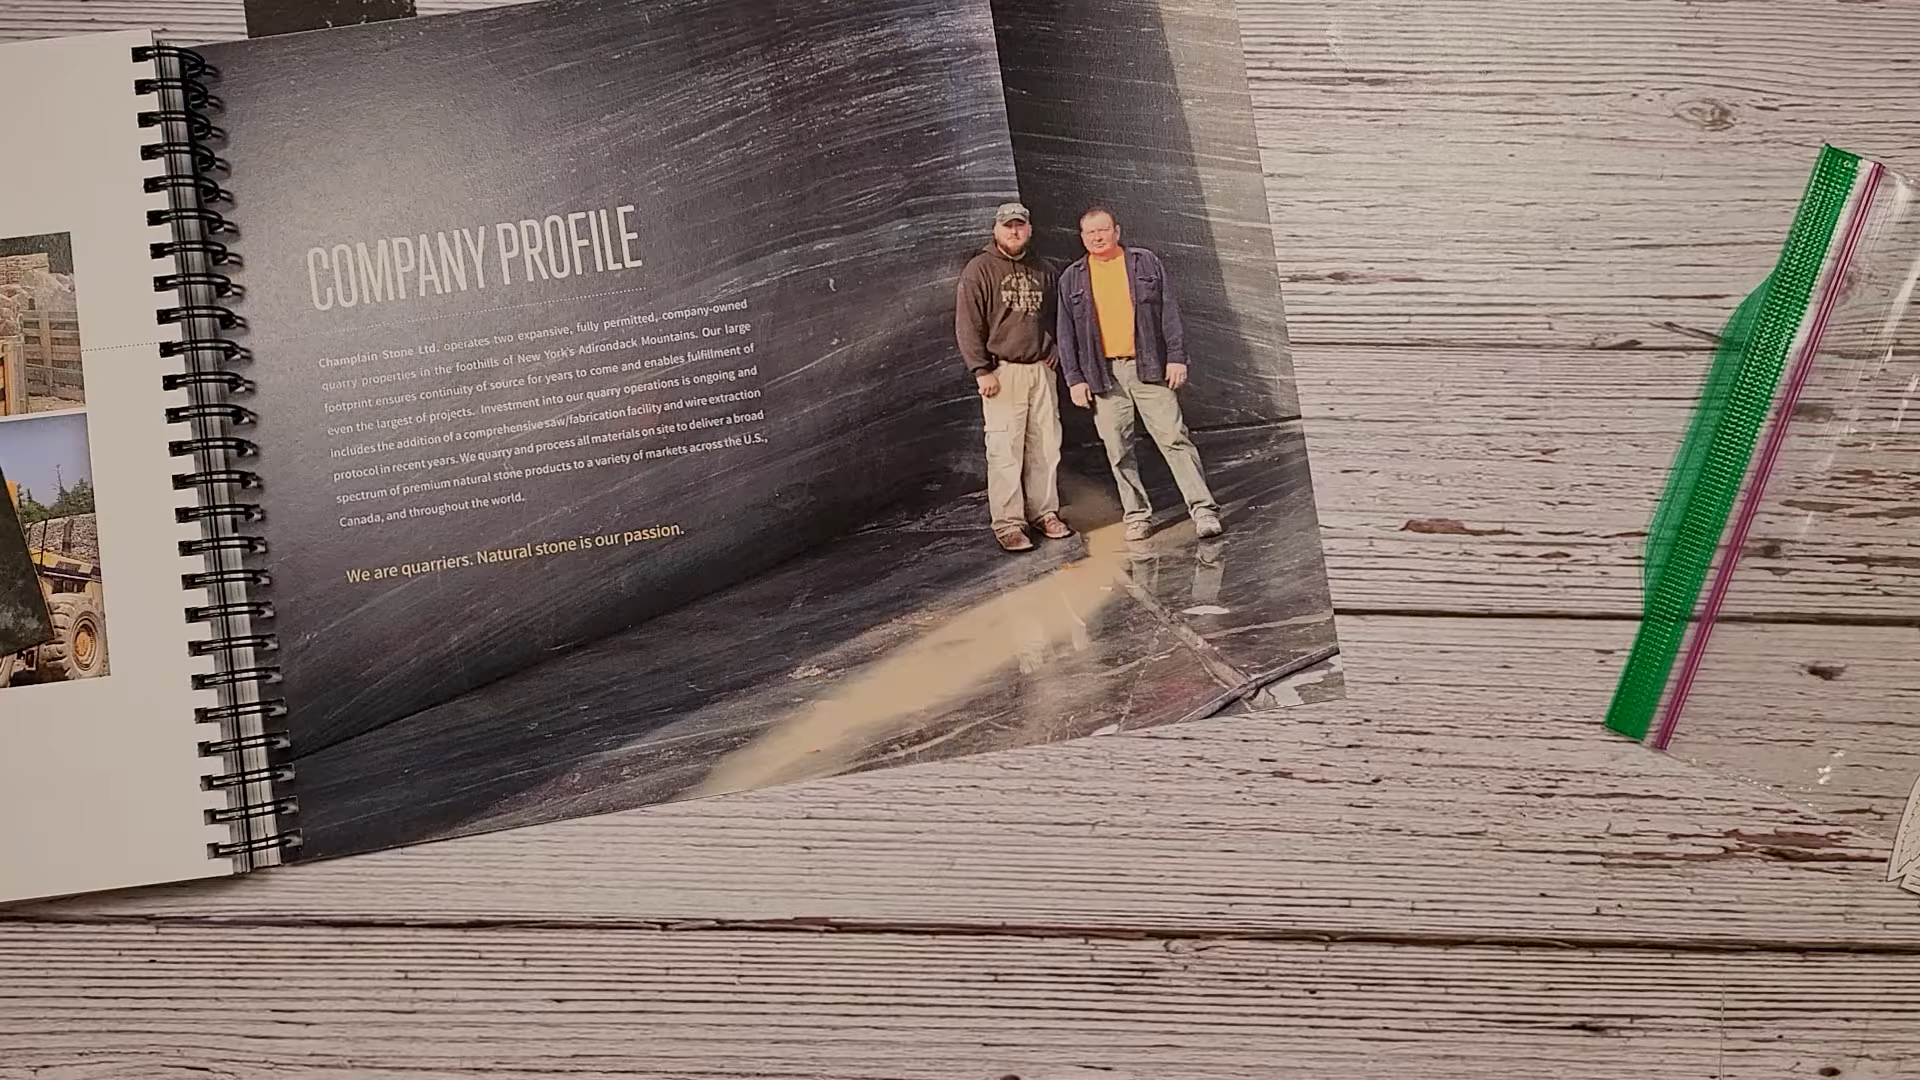 COMPANY PROFILE
Champlain Stone Ltd. operates two expansive, fully permitted, company-owned
quarry properties in the foothills of New York's Adirondack Mountains. Our large
footprint ensures continuity of source for years to come and enables fulfillment of
even the largest of projects. Investment into our quarry operations is ongoing and
includes the addition of a comprehensive saw/fabrication facility and wire extraction
protocol in recent years. We quarry and process all materials on site to deliver a broad
spectrum of premium natural stone products to a variety of markets across the U.S.,
Canada, and throughout the world.
We are quarriers. Natural stone is our passion.